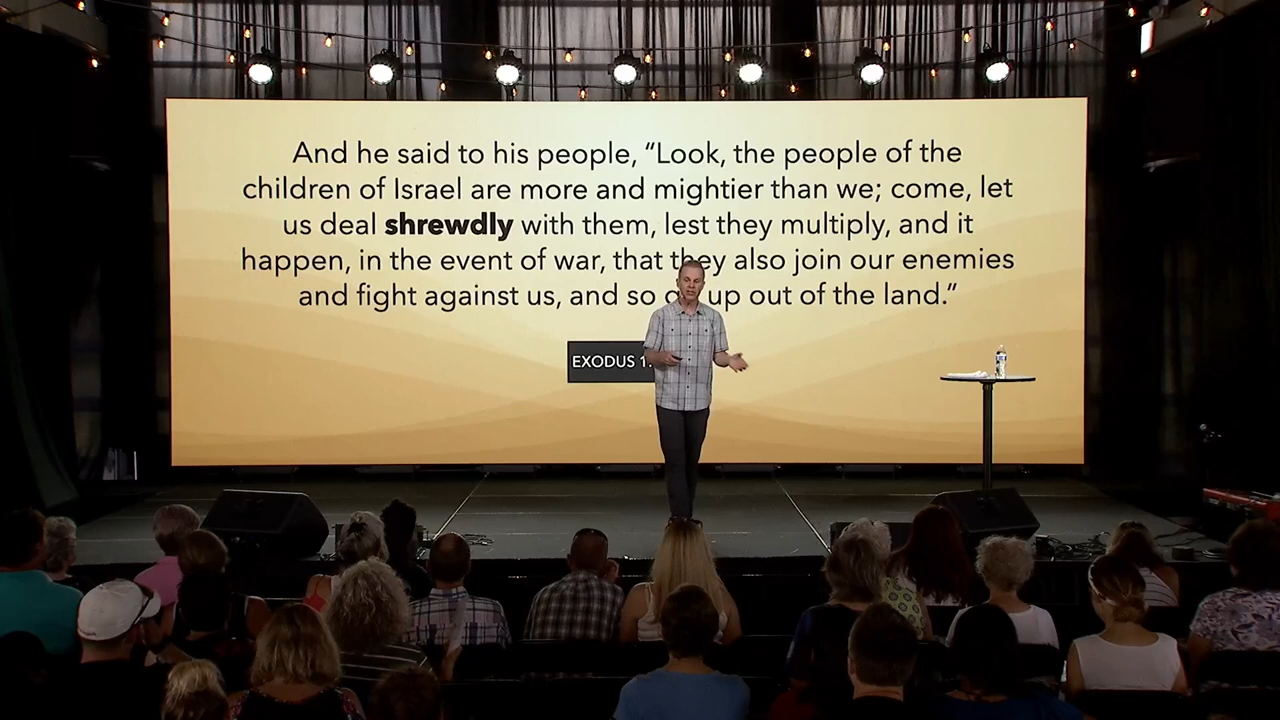 And he said to his people, “Look, the people of the
children of Israel are more and mightier than we; come, let
us deal shrewdly with them, lest they multiply, and it
happen, in the event of war, that they also join our enemies
and fight against us, and so up out of the land.”
EXODUS 1: